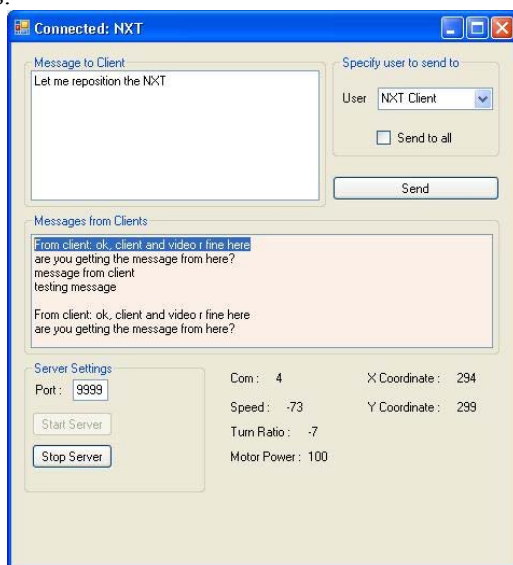 Connected: NXT
Message to Client
Let me reposition the NXT
Specify user to send to
User NXT Client
Send to all
Send
Messages from Clients
From client: ok, client and video r fine here
are you getting the message from here?
message from client
testing message
From client: ok, client and video r fine here
are you getting the message from here?
Server Settings
Port : 9999
Start Server
Stop Server
Com : 4
Speed : -73
Turn Ratio : -7
Motor Power : 100
X Coordinate : 294
Y Coordinate : 299